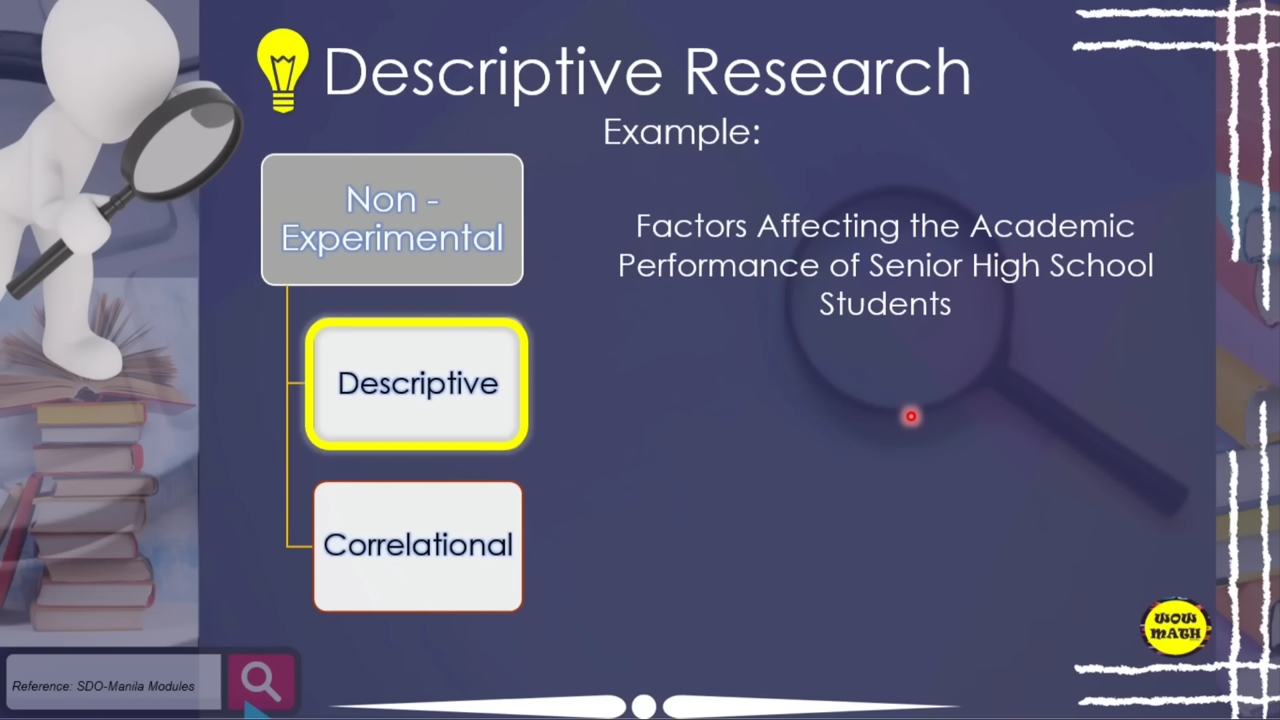 Descriptive Research
Example:
Non -
Experimental
Factors Affecting the Academic
Performance of Senior High School
Students
Descriptive
Correlational
WOW
MATH
Reference: SDO-Manila Modules